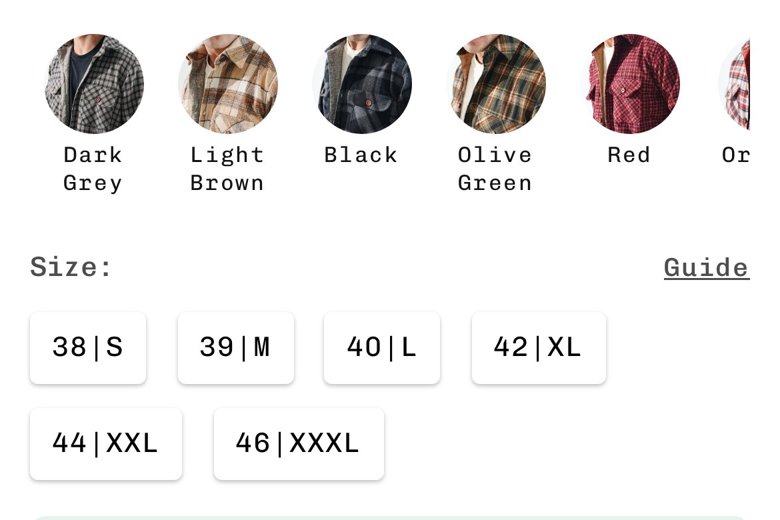 Dark
Grey
Light
Brown
Black
Olive
Green
Red
Or
Size:
Guide
38|S
39|M
40|L
42|XL
44|XXL
46|XXXL